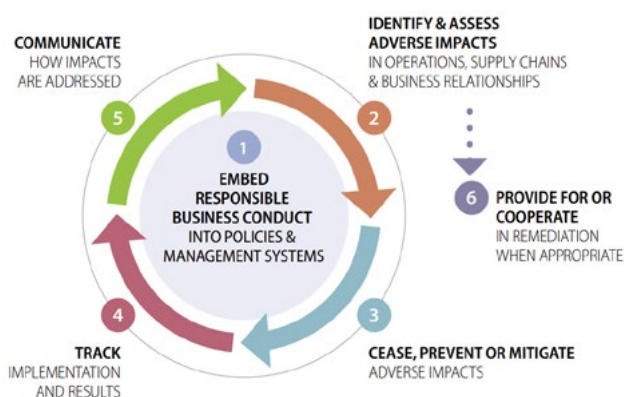 COMMUNICATE
HOW IMPACTS
ARE ADDRESSED
5
IDENTIFY & ASSESS
ADVERSE IMPACTS
IN OPERATIONS, SUPPLY CHAINS
& BUSINESS RELATIONSHIPS
2
1
EMBED
RESPONSIBLE
BUSINESS CONDUCT
INTO POLICIES &
MANAGEMENT SYSTEMS
6
PROVIDE FOR OR
COOPERATE
IN REMEDIATION
WHEN APPROPRIATE
4
TRACK
IMPLEMENTATION
AND RESULTS
3
CEASE, PREVENT OR MITIGATE
ADVERSE IMPACTS